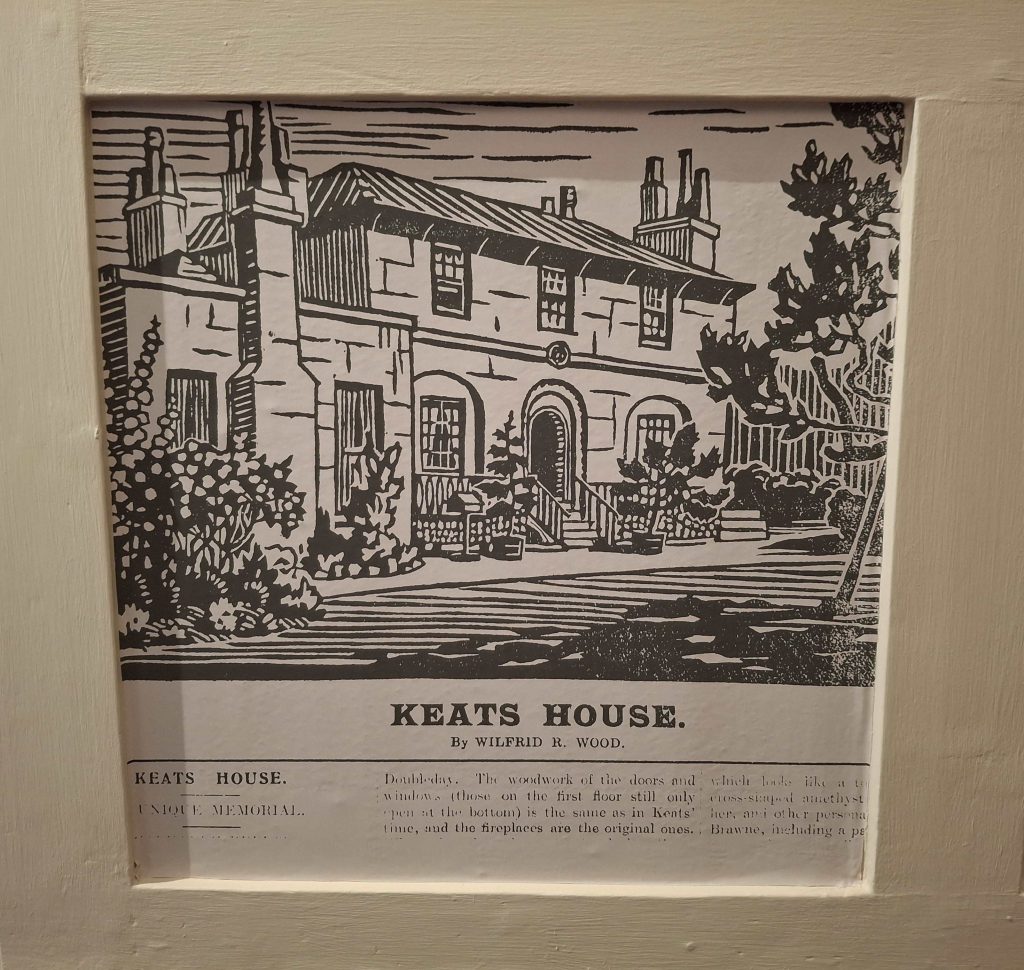 KEATS HOUSE.
By WILFRID R. WOOD.
KEATS HOUSE.
UNIQUE MEMORIAL.
Doubleday. The woodwork of the doors and
windows (those on the first floor still only
open at the bottom) is the same as in Keats'
time, and the fireplaces are the original ones.
which look like a
cross-shaped amethyst
her, and other
Brawne, including a